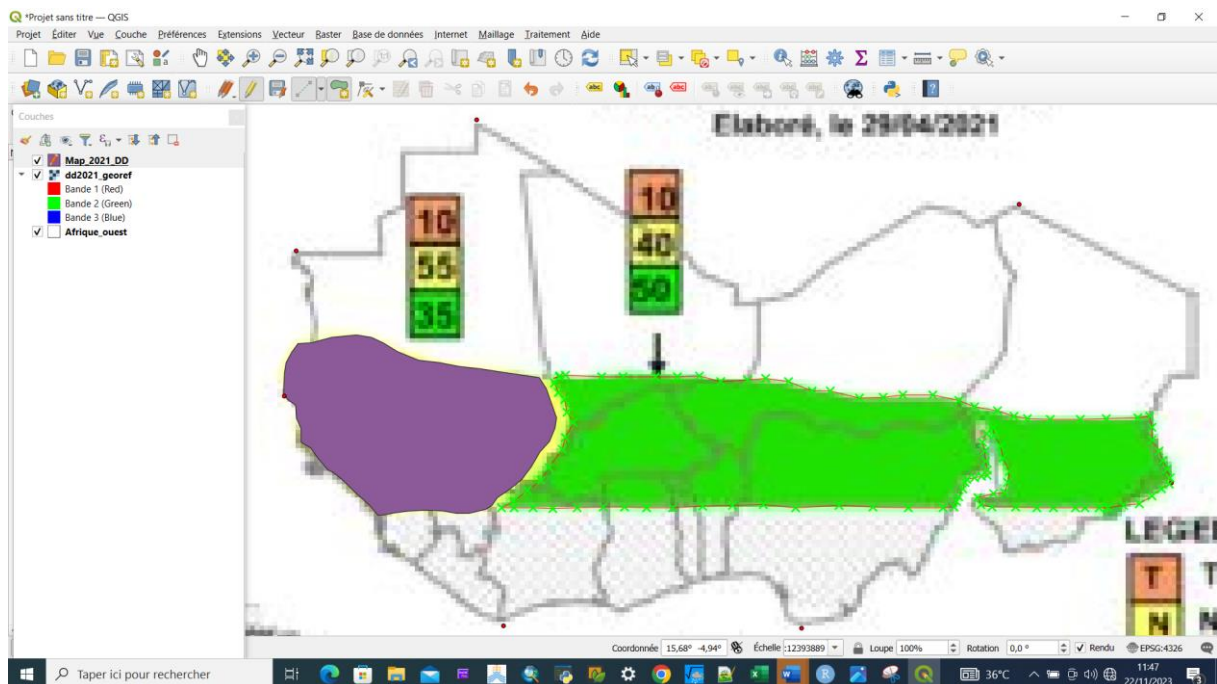 *Projet sans titre — QGIS
Projet Éditer Vue Couche Préférences Extensions Vecteur Raster Base de données Internet Maillage Traitement Aide
Couches
Map_2021_DD
dd2021_georef
Bande 1 (Red)
Bande 2 (Green)
Bande 3 (Blue)
Afrique_ouest
Elaboré, le 29/04/2021
10
55
35
10
40
50
LEGE
T T
N
Coordonnée 15,68° -4,94° Échelle :12393889 Loupe 100% Rotation 0,0 ° Rendu EPSG:4326
Taper ici pour rechercher
36°C
11:47
22/11/2023